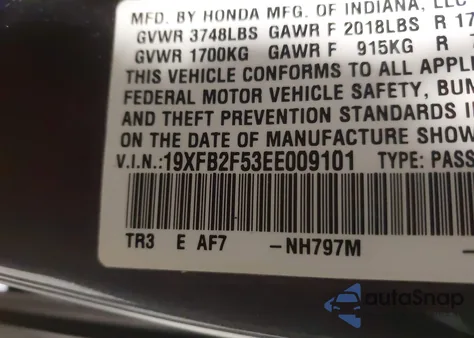 MFD. BY HONDA MFG. OF INDIANA, LLC
GVWR 3748LBS GAWR F 2018LBS R 17
GVWR 1700KG GAWR F 915KG R
THIS VEHICLE CONFORMS TO ALL
FEDERAL MOTOR VEHICLE SAFETY,
AND THEFT PREVENTION STANDARDS
ON THE DATE OF MANUFACTURE
V.I.N.: 19XFB2F53EE009101 TYPE: PASS
TR3 E AF7 -NH797M -
autoSnap